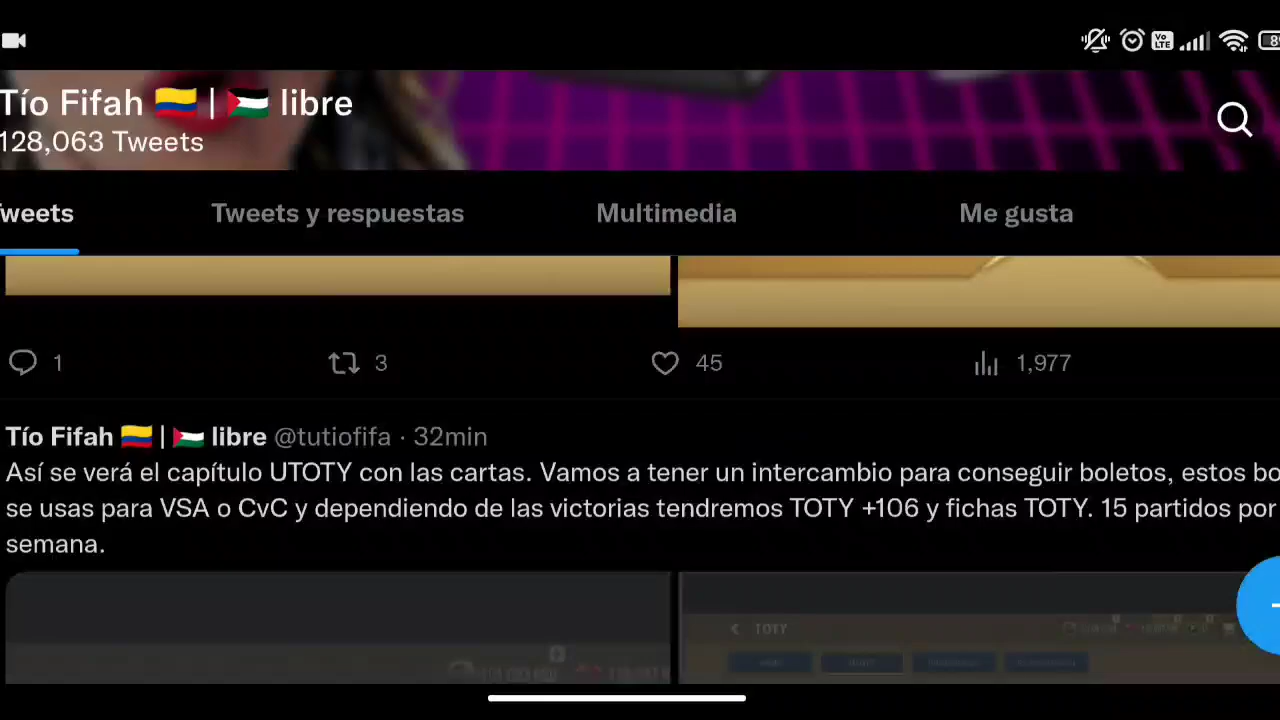 Tío Fifah 🇨🇴 | 🇵🇸 libre
128,063 Tweets
Tweets y respuestas Multimedia Me gusta
1 3 45 1,977
Tío Fifah 🇨🇴 | 🇵🇸 libre @tutiofifa · 32min
Así se verá el capítulo UTOTY con las cartas. Vamos a tener un intercambio para conseguir boletos, estos bo
se usas para VSA o CvC y dependiendo de las victorias tendremos TOTY +106 y fichas TOTY. 15 partidos por
semana.
TOTY